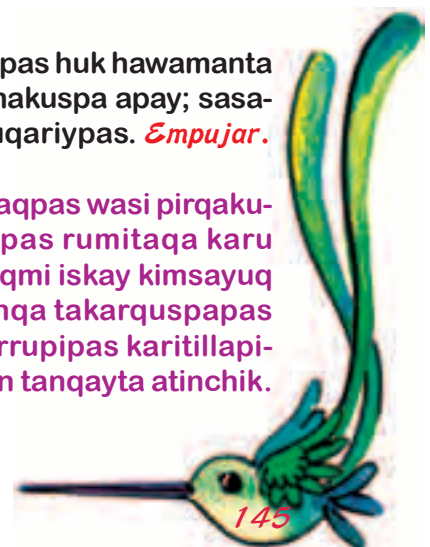 pas huk hawamanta
nakuspa apay; sasa-
uqariypas. Empujar.
aqpas wasi pirqaku-
pas rumitaqa karu
qmi iskay kimsayuq
nqa takarquspapas
rrupipas karitillapi-
n tanqayta atinchik.
145